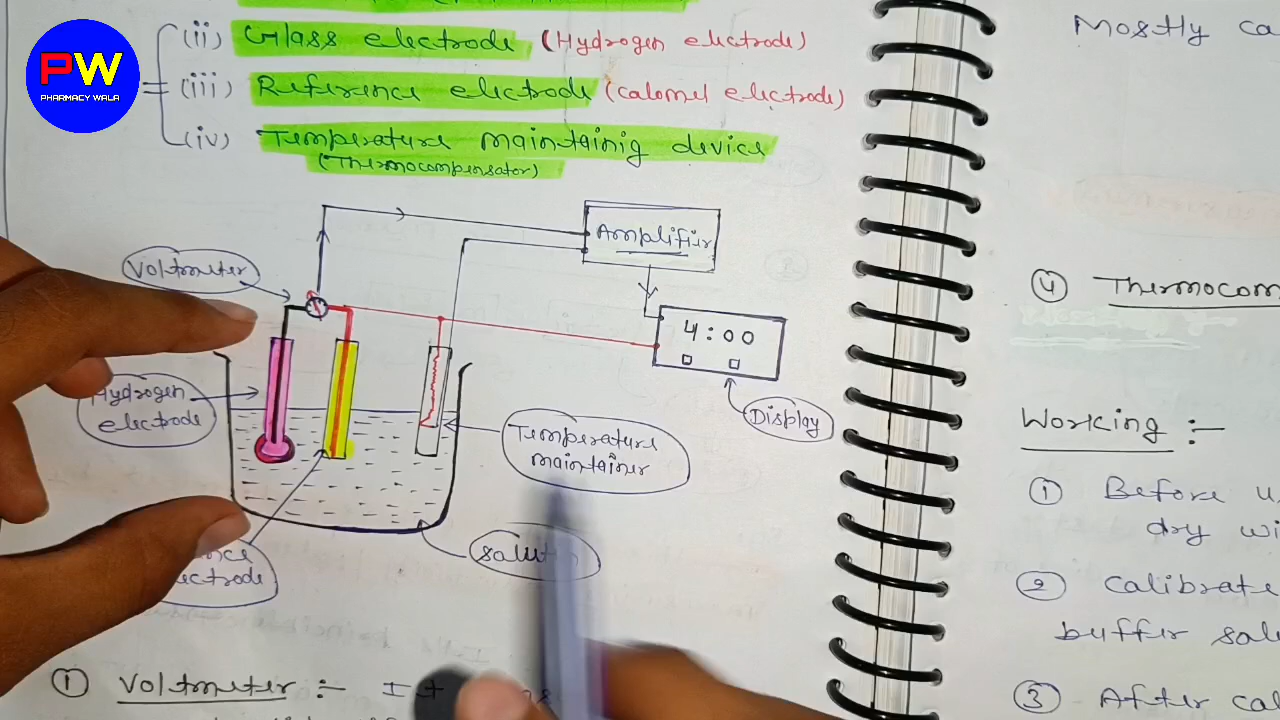 PW
PHARMACY WALA
(ii) Glass electrode (Hydrogen electrode)
(iii) Reference electrode (calomel electrode)
(iv) Temperature maintainig device
(Thermocompensator)
Amplifier
Voltmeter
4:00
Hydrogen
electrode
Display
Temperature
maintainer
① Voltmeter :- It
Mostly
④
Working :-
① Before
dry
② Calibrate
buffer
③ After